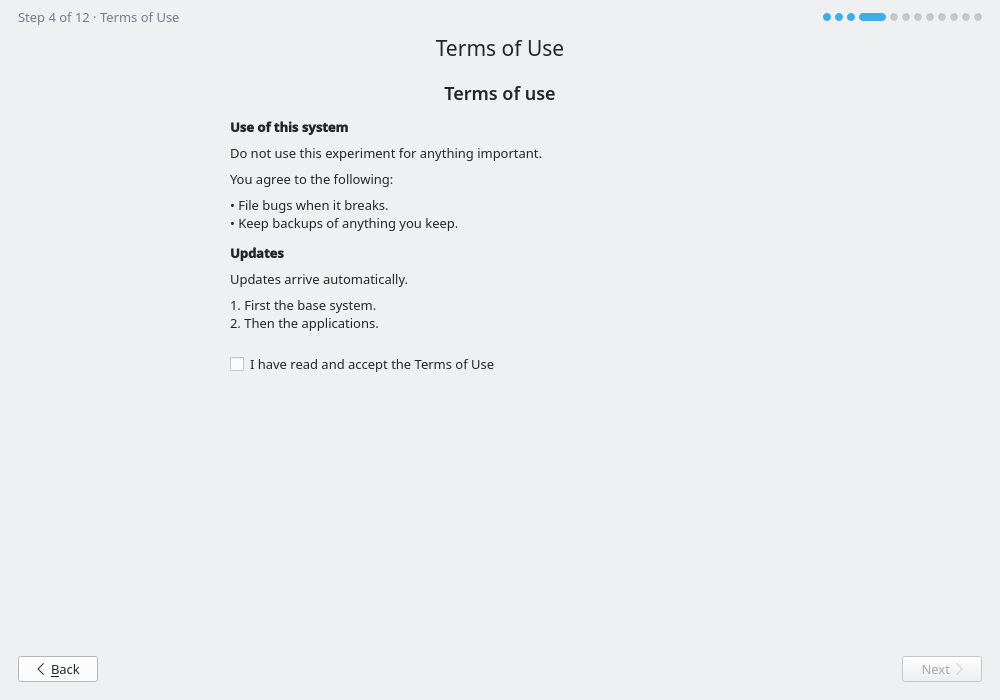 Step 4 of 12 · Terms of Use
Terms of Use
Terms of use
Use of this system
Do not use this experiment for anything important.
You agree to the following:
• File bugs when it breaks.
• Keep backups of anything you keep.
Updates
Updates arrive automatically.
1. First the base system.
2. Then the applications.
I have read and accept the Terms of Use
Back
Next